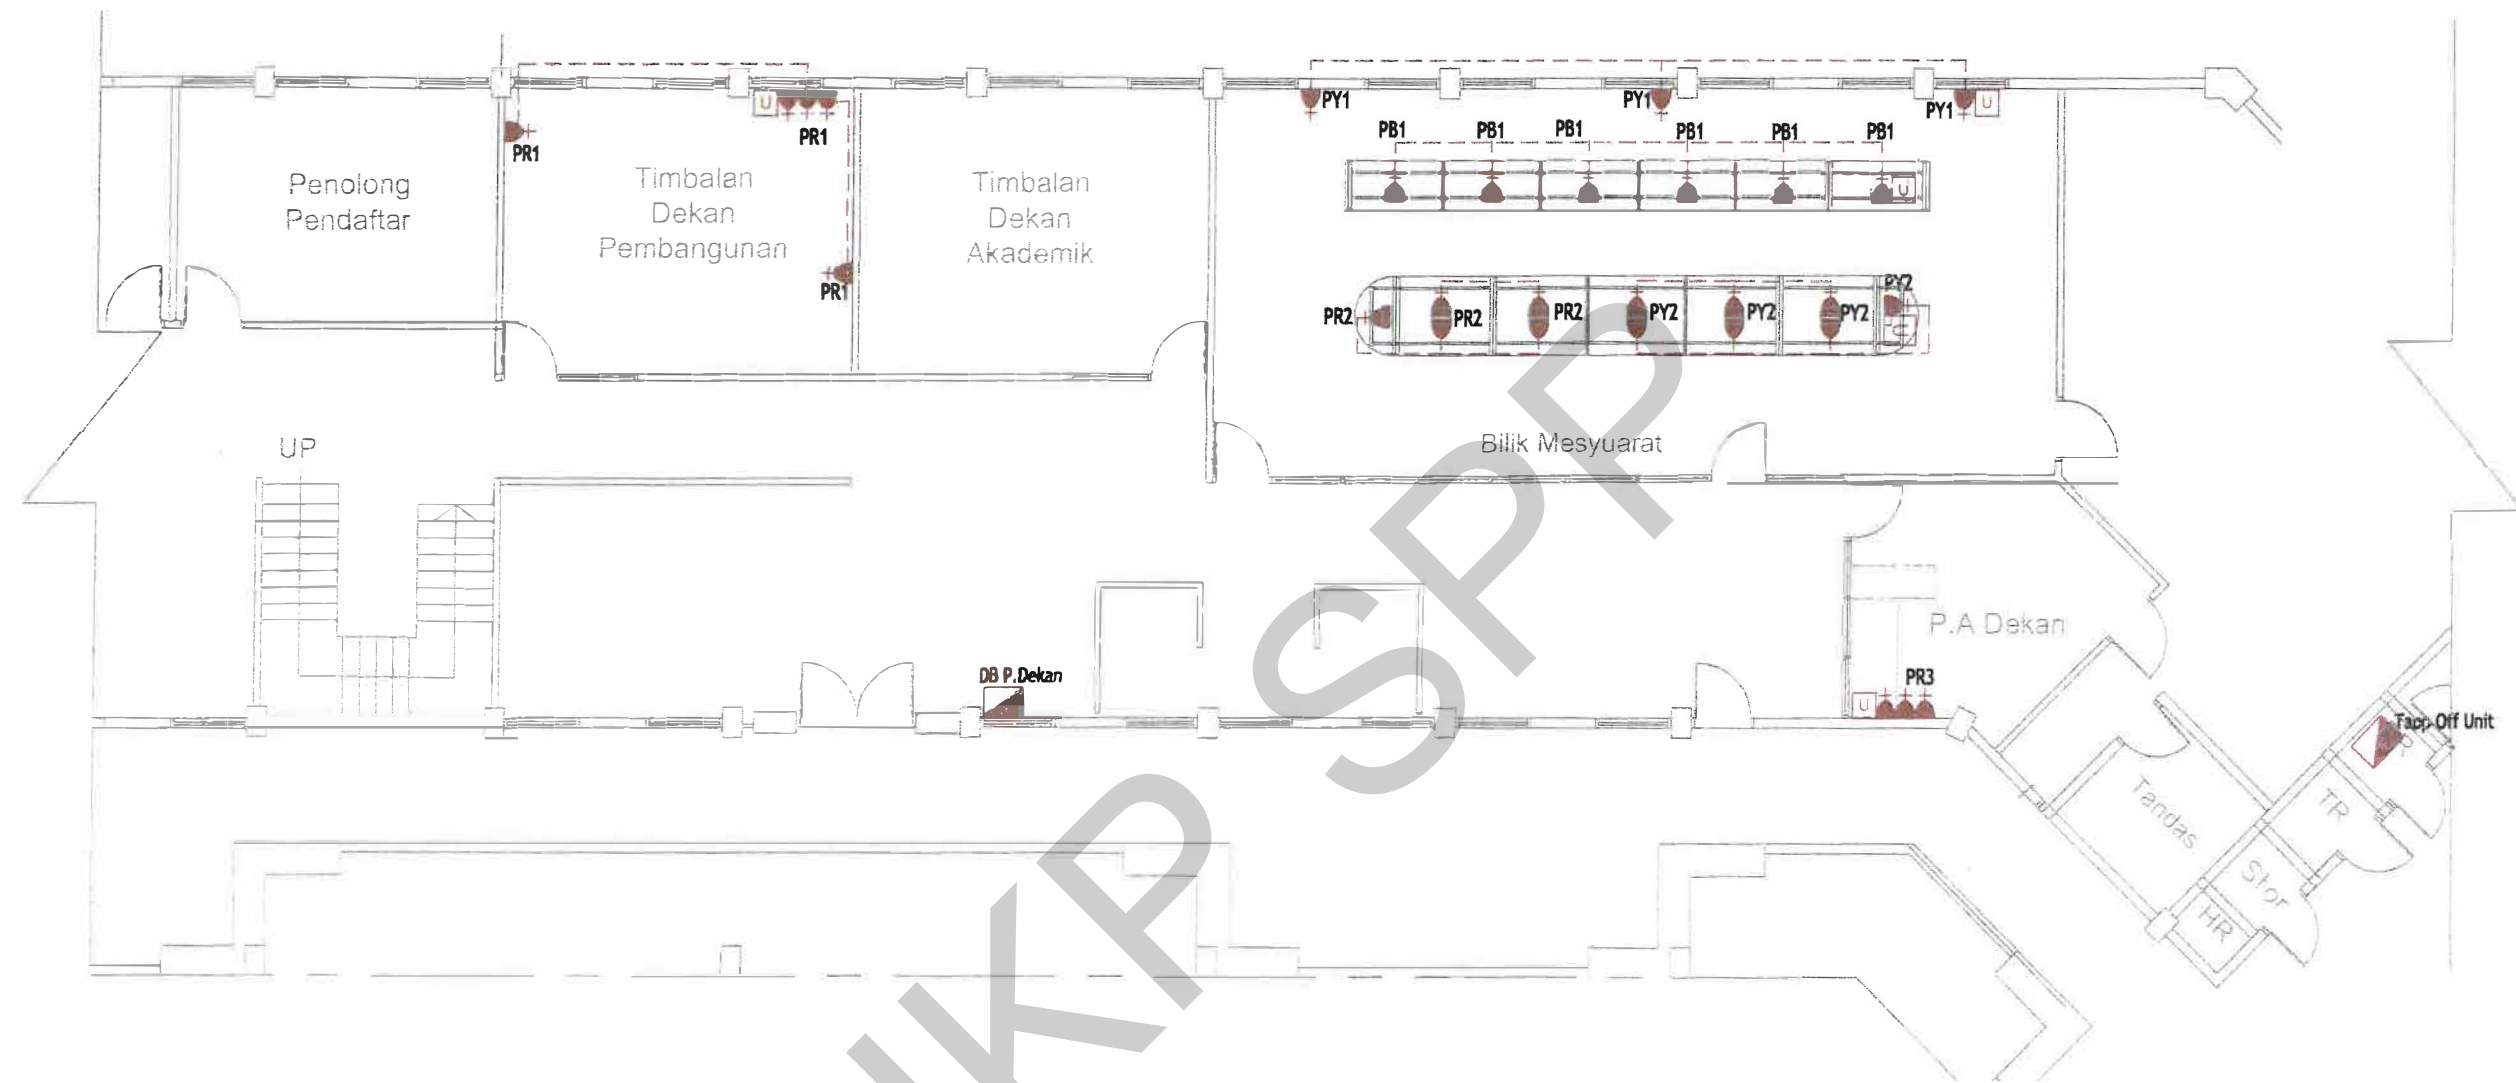 PY1
PY1
PY1
U
U
PR1
PR1
PB1
PB1
PB1
PB1
PB1
PB1
Penolong
Pendaftar
Timbalan
Dekan
Pembangunan
Timbalan
Dekan
Akademik
U
PR1
PR2
PR2
PR2
PY2
PY2
PY2
PY2
U
UP
Bilik Mesyuarat
P.A Dekan
DB P.Dekan
PR3
U
Tapp Off Unit
TR
Tandas
Stor
HR
UKP SPP